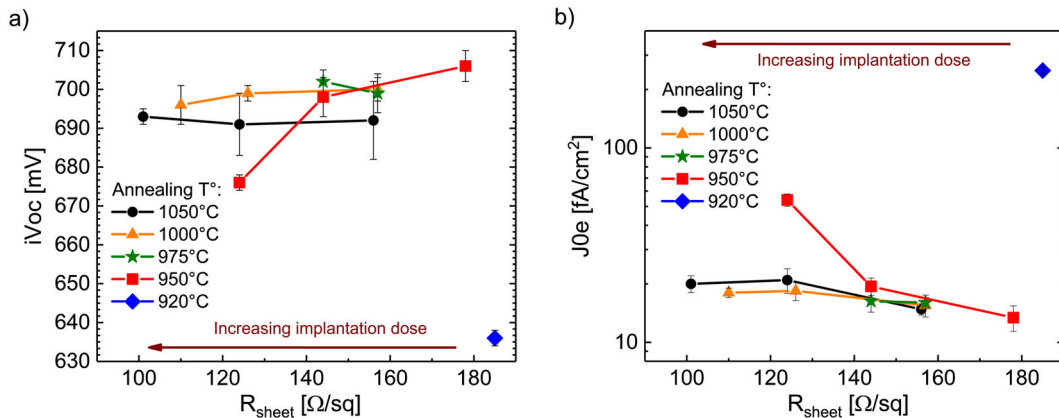 a)
iVoc [mV]
710
700
690
680
670
660
650
640
630
Annealing T°:
1050°C
1000°C
975°C
950°C
920°C
Increasing implantation dose
100
120
140
160
180
Rsheet [Ω/sq]
b)
J0e [fA/cm²]
100
10
Increasing implantation dose
Annealing T°:
1050°C
1000°C
975°C
950°C
920°C
100
120
140
160
180
Rsheet [Ω/sq]